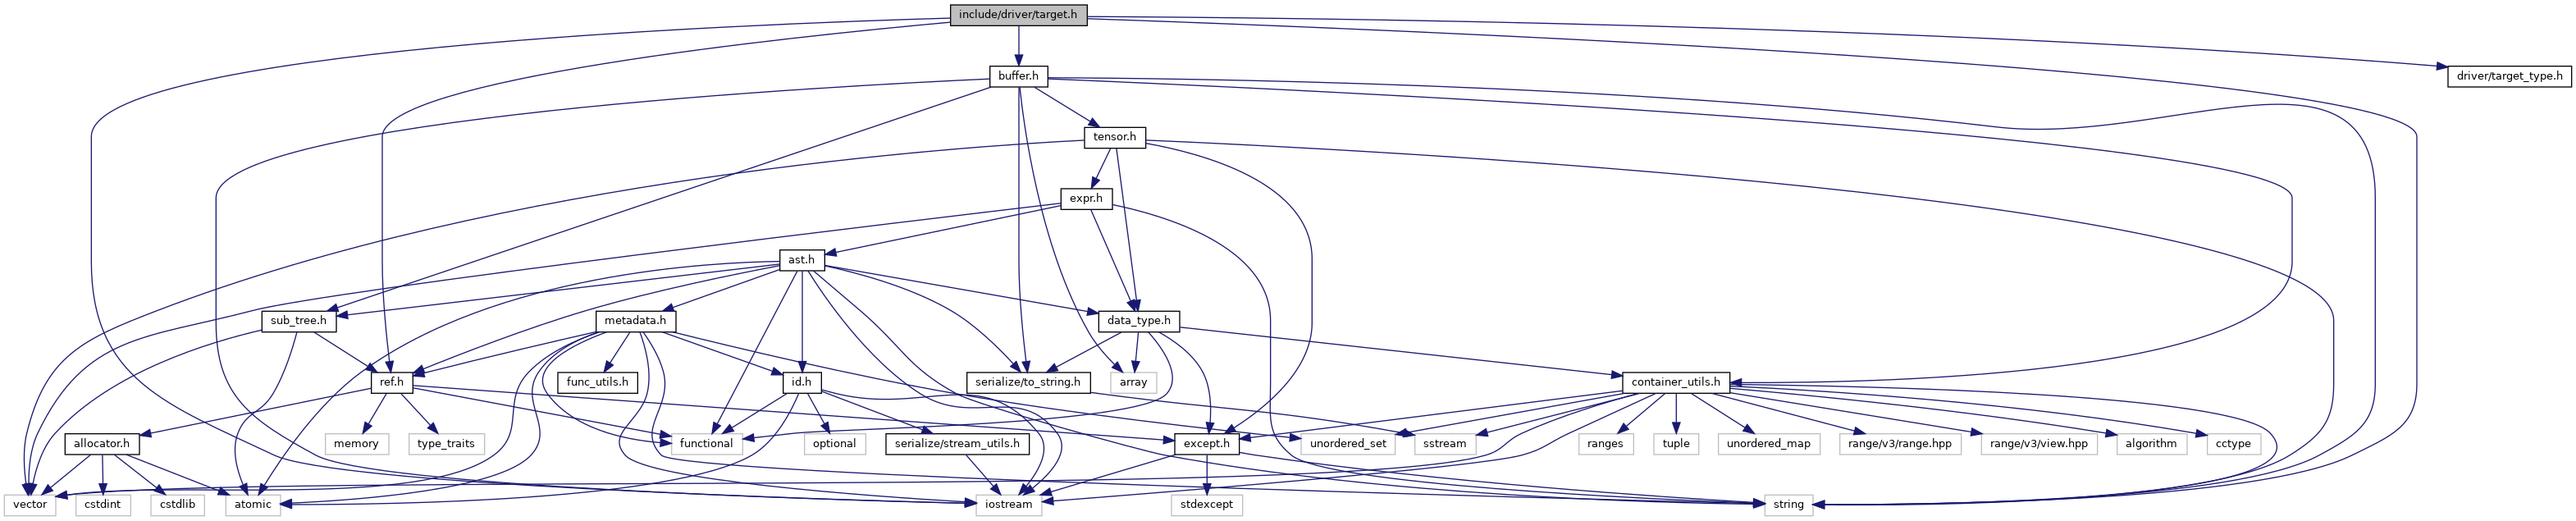 include/driver/target.h
buffer.h
driver/target_type.h
tensor.h
expr.h
ast.h
sub_tree.h
metadata.h
data_type.h
ref.h
func_utils.h
id.h
serialize/to_string.h
array
container_utils.h
allocator.h
memory
type_traits
functional
optional
serialize/stream_utils.h
except.h
unordered_set
sstream
ranges
tuple
unordered_map
range/v3/range.hpp
range/v3/view.hpp
algorithm
cctype
vector
cstdint
cstdlib
atomic
iostream
stdexcept
string